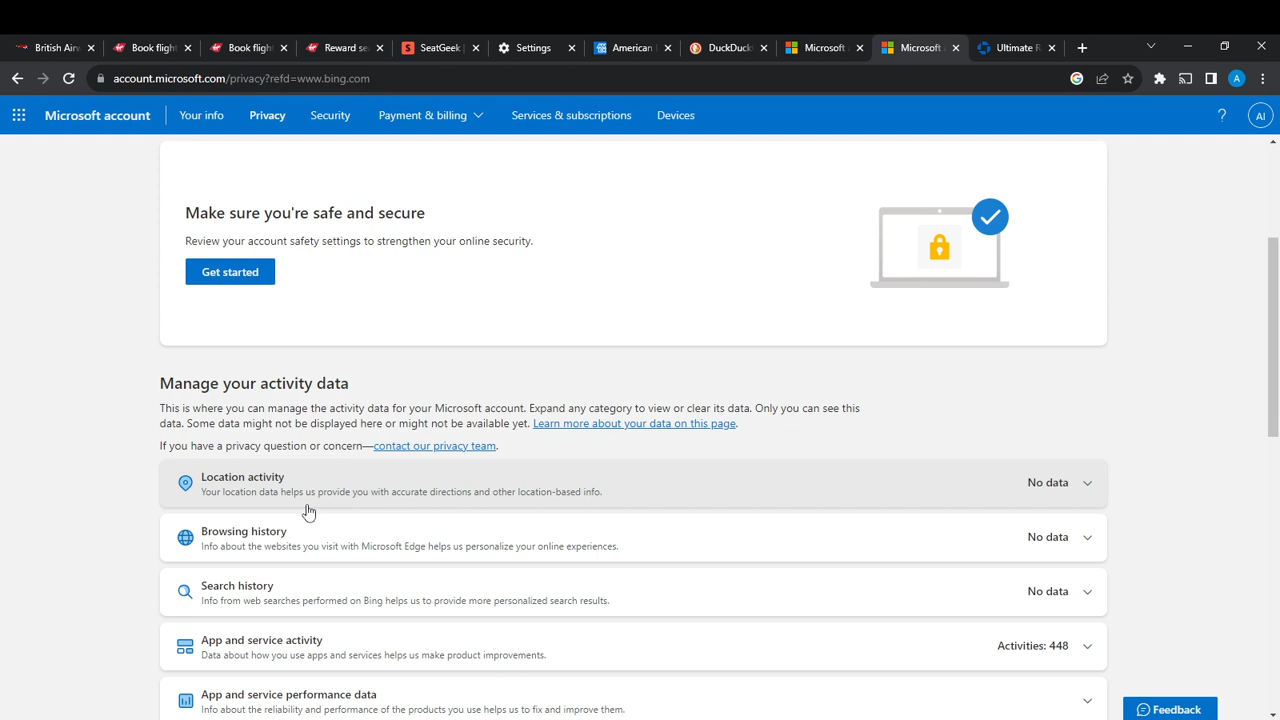 British Airw
Book flight
Book flight
Reward sea
SeatGeek |
Settings
American E
DuckDuck
Microsoft a
Microsoft a
Ultimate R
account.microsoft.com/privacy?refd=www.bing.com
A
Microsoft account
Your info
Privacy
Security
Payment & billing
Services & subscriptions
Devices
?
AI
Make sure you're safe and secure
Review your account safety settings to strengthen your online security.
Get started
Manage your activity data
This is where you can manage the activity data for your Microsoft account. Expand any category to view or clear its data. Only you can see this
data. Some data might not be displayed here or might not be available yet. Learn more about your data on this page.
If you have a privacy question or concern—contact our privacy team.
Location activity
Your location data helps us provide you with accurate directions and other location-based info.
No data
Browsing history
Info about the websites you visit with Microsoft Edge helps us personalize your online experiences.
No data
Search history
Info from web searches performed on Bing helps us to provide more personalized search results.
No data
App and service activity
Data about how you use apps and services helps us make product improvements.
Activities: 448
App and service performance data
Info about the reliability and performance of the products you use helps us to fix and improve them.
Feedback